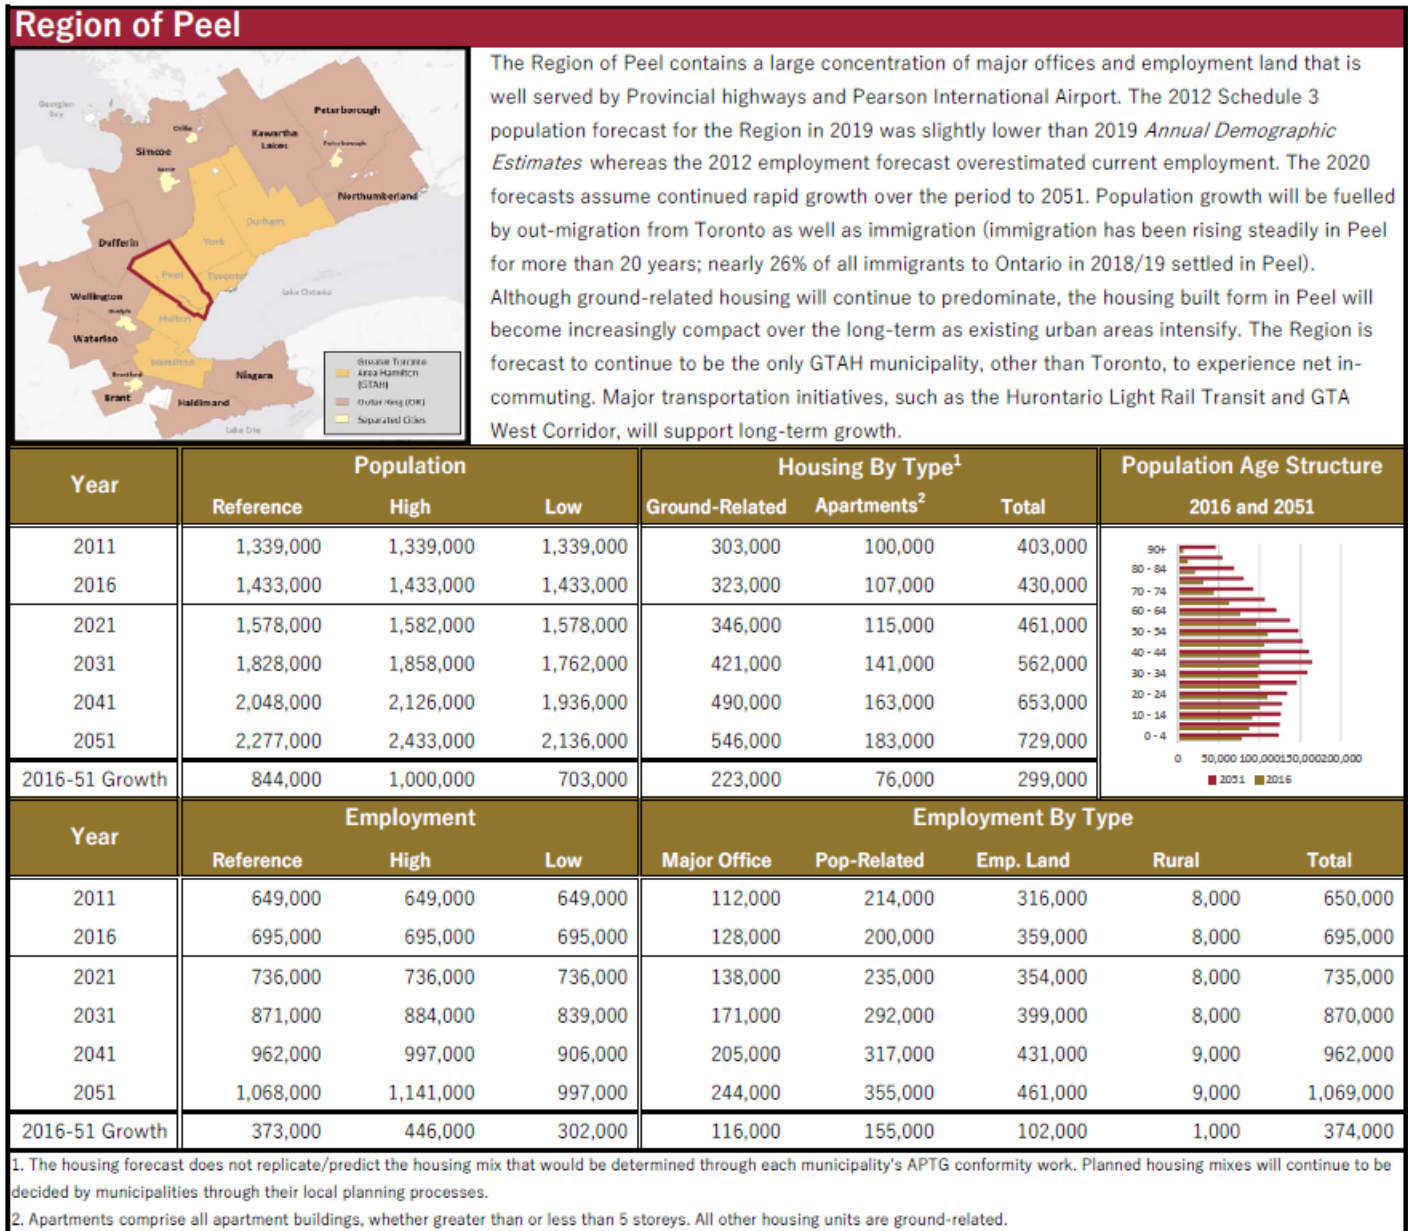 Region of Peel
Georgian
Bay
Peterborough
Orillia
Kawartha
Lakes
Peterborough
Simcoe
Barrie
Northumberland
Durham
York
Dufferin
Peel
Toronto
Lake Ontario
Wellington
Guelph
Halton
Waterloo
Hamilton
Brantford
Niagara
Brant
Haldimand
Lake Erie
Greater Toronto
Area Hamilton
(GTAH)
Outer Ring (OR)
Separated Cities
The Region of Peel contains a large concentration of major offices and employment land that is
well served by Provincial highways and Pearson International Airport. The 2012 Schedule 3
population forecast for the Region in 2019 was slightly lower than 2019 Annual Demographic
Estimates whereas the 2012 employment forecast overestimated current employment. The 2020
forecasts assume continued rapid growth over the period to 2051. Population growth will be fuelled
by out-migration from Toronto as well as immigration (immigration has been rising steadily in Peel
for more than 20 years; nearly 26% of all immigrants to Ontario in 2018/19 settled in Peel).
Although ground-related housing will continue to predominate, the housing built form in Peel will
become increasingly compact over the long-term as existing urban areas intensify. The Region is
forecast to continue to be the only GTAH municipality, other than Toronto, to experience net in-
commuting. Major transportation initiatives, such as the Hurontario Light Rail Transit and GTA
West Corridor, will support long-term growth.
Year Population Housing By Type¹ Population Age Structure
Reference High Low Ground-Related Apartments² Total 2016 and 2051
2011 1,339,000 1,339,000 1,339,000 303,000 100,000 403,000
2016 1,433,000 1,433,000 1,433,000 323,000 107,000 430,000
2021 1,578,000 1,582,000 1,578,000 346,000 115,000 461,000
2031 1,828,000 1,858,000 1,762,000 421,000 141,000 562,000
2041 2,048,000 2,126,000 1,936,000 490,000 163,000 653,000
2051 2,277,000 2,433,000 2,136,000 546,000 183,000 729,000
2016-51 Growth 844,000 1,000,000 703,000 223,000 76,000 299,000
90+
80 - 84
70 - 74
60 - 64
50 - 54
40 - 44
30 - 34
20 - 24
10 - 14
0 - 4
0 50,000 100,000 150,000 200,000
2051 2016
Year Employment Employment By Type
Reference High Low Major Office Pop-Related Emp. Land Rural Total
2011 649,000 649,000 649,000 112,000 214,000 316,000 8,000 650,000
2016 695,000 695,000 695,000 128,000 200,000 359,000 8,000 695,000
2021 736,000 736,000 736,000 138,000 235,000 354,000 8,000 735,000
2031 871,000 884,000 839,000 171,000 292,000 399,000 8,000 870,000
2041 962,000 997,000 906,000 205,000 317,000 431,000 9,000 962,000
2051 1,068,000 1,141,000 997,000 244,000 355,000 461,000 9,000 1,069,000
2016-51 Growth 373,000 446,000 302,000 116,000 155,000 102,000 1,000 374,000
1. The housing forecast does not replicate/predict the housing mix that would be determined through each municipality's APTG conformity work. Planned housing mixes will continue to be
decided by municipalities through their local planning processes.
2. Apartments comprise all apartment buildings, whether greater than or less than 5 storeys. All other housing units are ground-related.